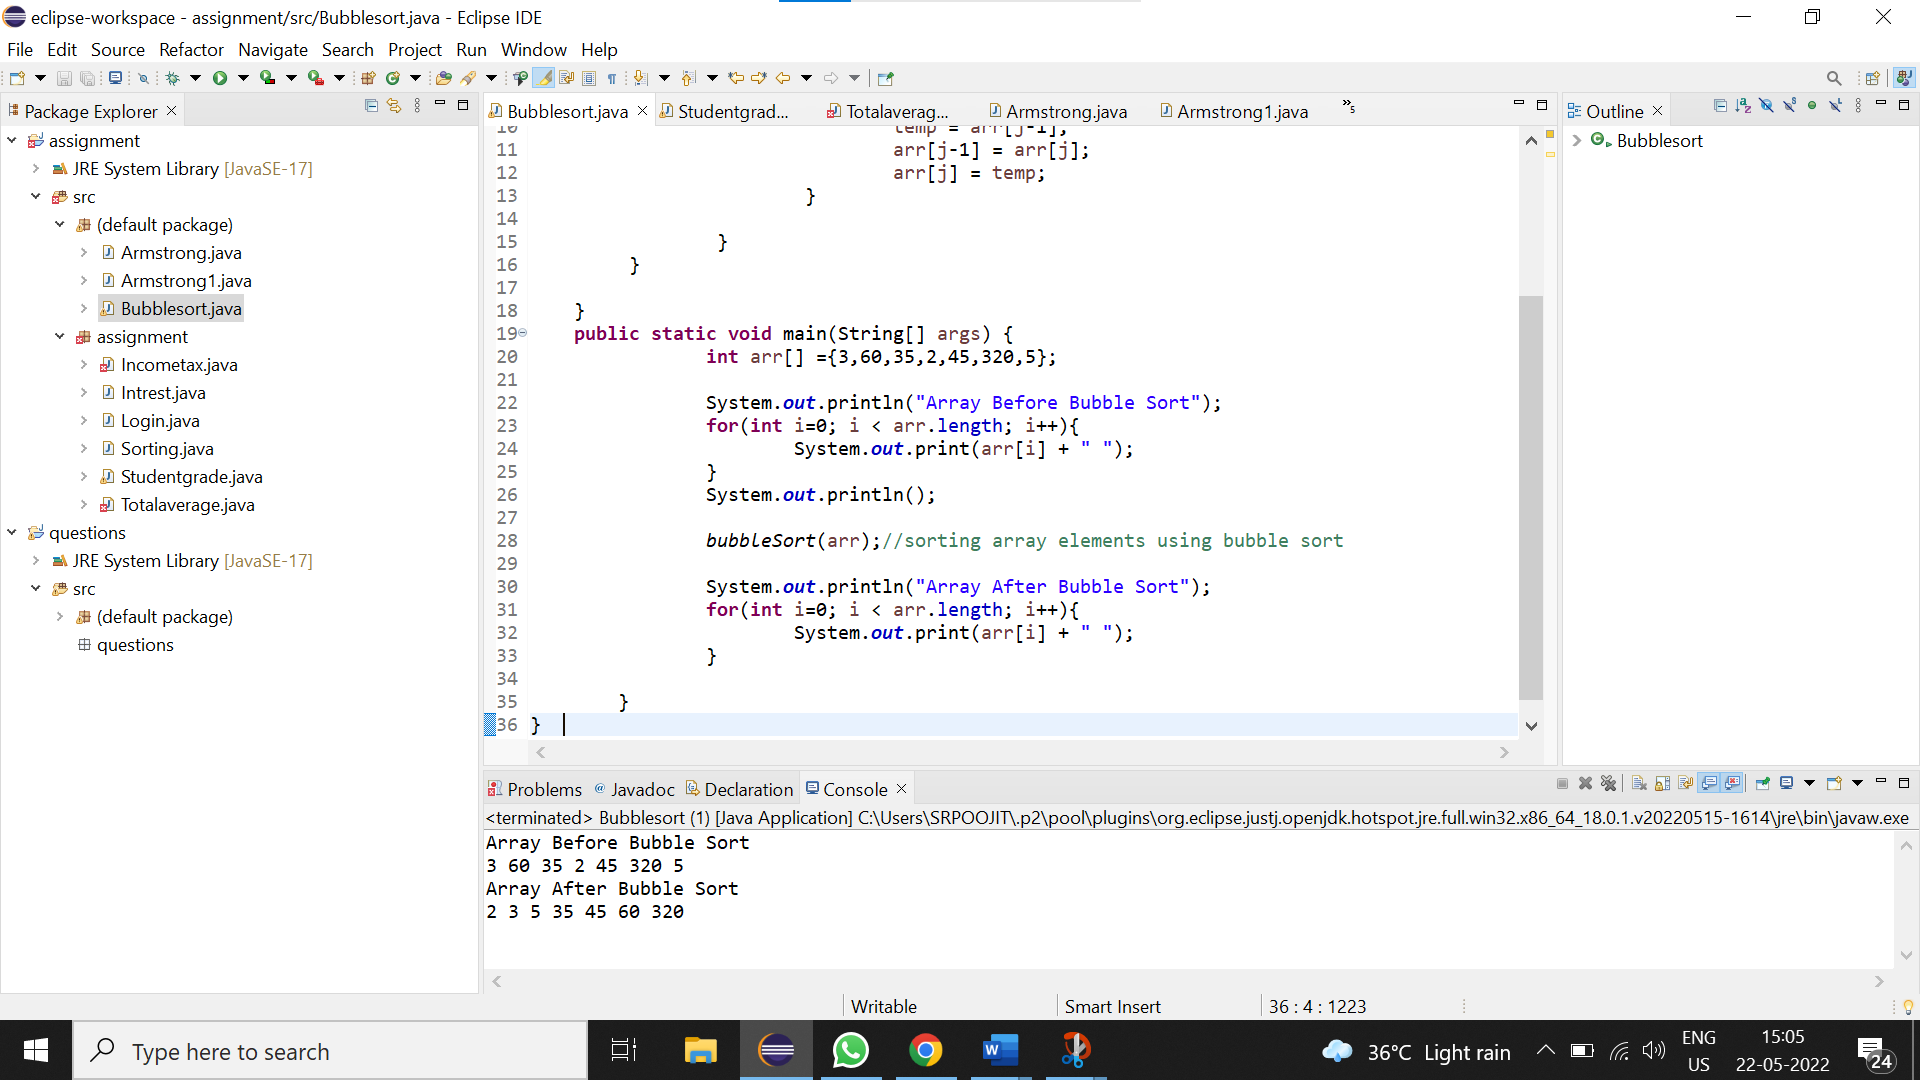 eclipse-workspace - assignment/src/Bubblesort.java - Eclipse IDE
File Edit Source Refactor Navigate Search Project Run Window Help
Package Explorer
assignment
JRE System Library [JavaSE-17]
src
(default package)
Armstrong.java
Armstrong1.java
Bubblesort.java
assignment
Incometax.java
Intrest.java
Login.java
Sorting.java
Studentgrade.java
Totalaverage.java
questions
JRE System Library [JavaSE-17]
src
(default package)
questions
Bubblesort.java Studentgrad... Totalaverag... Armstrong.java Armstrong1.java »5
10 temp = arr[j-1];
11 arr[j-1] = arr[j];
12 arr[j] = temp;
13 }
14
15 }
16 }
17
18 }
19 public static void main(String[] args) {
20 int arr[] ={3,60,35,2,45,320,5};
21
22 System.out.println("Array Before Bubble Sort");
23 for(int i=0; i < arr.length; i++){
24 System.out.print(arr[i] + " ");
25 }
26 System.out.println();
27
28 bubbleSort(arr);//sorting array elements using bubble sort
29
30 System.out.println("Array After Bubble Sort");
31 for(int i=0; i < arr.length; i++){
32 System.out.print(arr[i] + " ");
33 }
34
35 }
36 }
Outline
Bubblesort
Problems Javadoc Declaration Console
<terminated> Bubblesort (1) [Java Application] C:\Users\SRPOOJIT\.p2\pool\plugins\org.eclipse.justj.openjdk.hotspot.jre.full.win32.x86_64_18.0.1.v20220515-1614\jre\bin\javaw.exe
Array Before Bubble Sort
3 60 35 2 45 320 5
Array After Bubble Sort
2 3 5 35 45 60 320
Writable Smart Insert 36 : 4 : 1223
Type here to search
36°C Light rain
ENG
US
15:05
22-05-2022
24